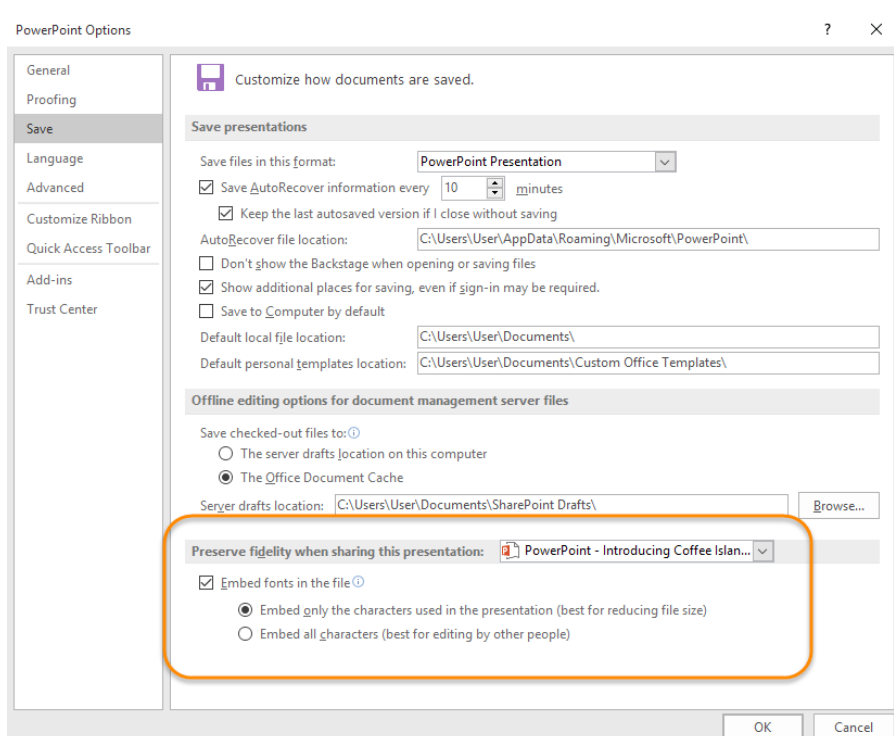 PowerPoint Options ?
General
Proofing
Save
Language
Advanced
Customize Ribbon
Quick Access Toolbar
Add-ins
Trust Center
Customize how documents are saved.
Save presentations
Save files in this format: PowerPoint Presentation
Save AutoRecover information every 10 minutes
Keep the last autosaved version if I close without saving
AutoRecover file location: C:\Users\User\AppData\Roaming\Microsoft\PowerPoint\
Don't show the Backstage when opening or saving files
Show additional places for saving, even if sign-in may be required.
Save to Computer by default
Default local file location: C:\Users\User\Documents\
Default personal templates location: C:\Users\User\Documents\Custom Office Templates\
Offline editing options for document management server files
Save checked-out files to:
The server drafts location on this computer
The Office Document Cache
Server drafts location: C:\Users\User\Documents\SharePoint Drafts\ Browse...
Preserve fidelity when sharing this presentation: PowerPoint - Introducing Coffee Islan...
Embed fonts in the file
Embed only the characters used in the presentation (best for reducing file size)
Embed all characters (best for editing by other people)
OK Cancel